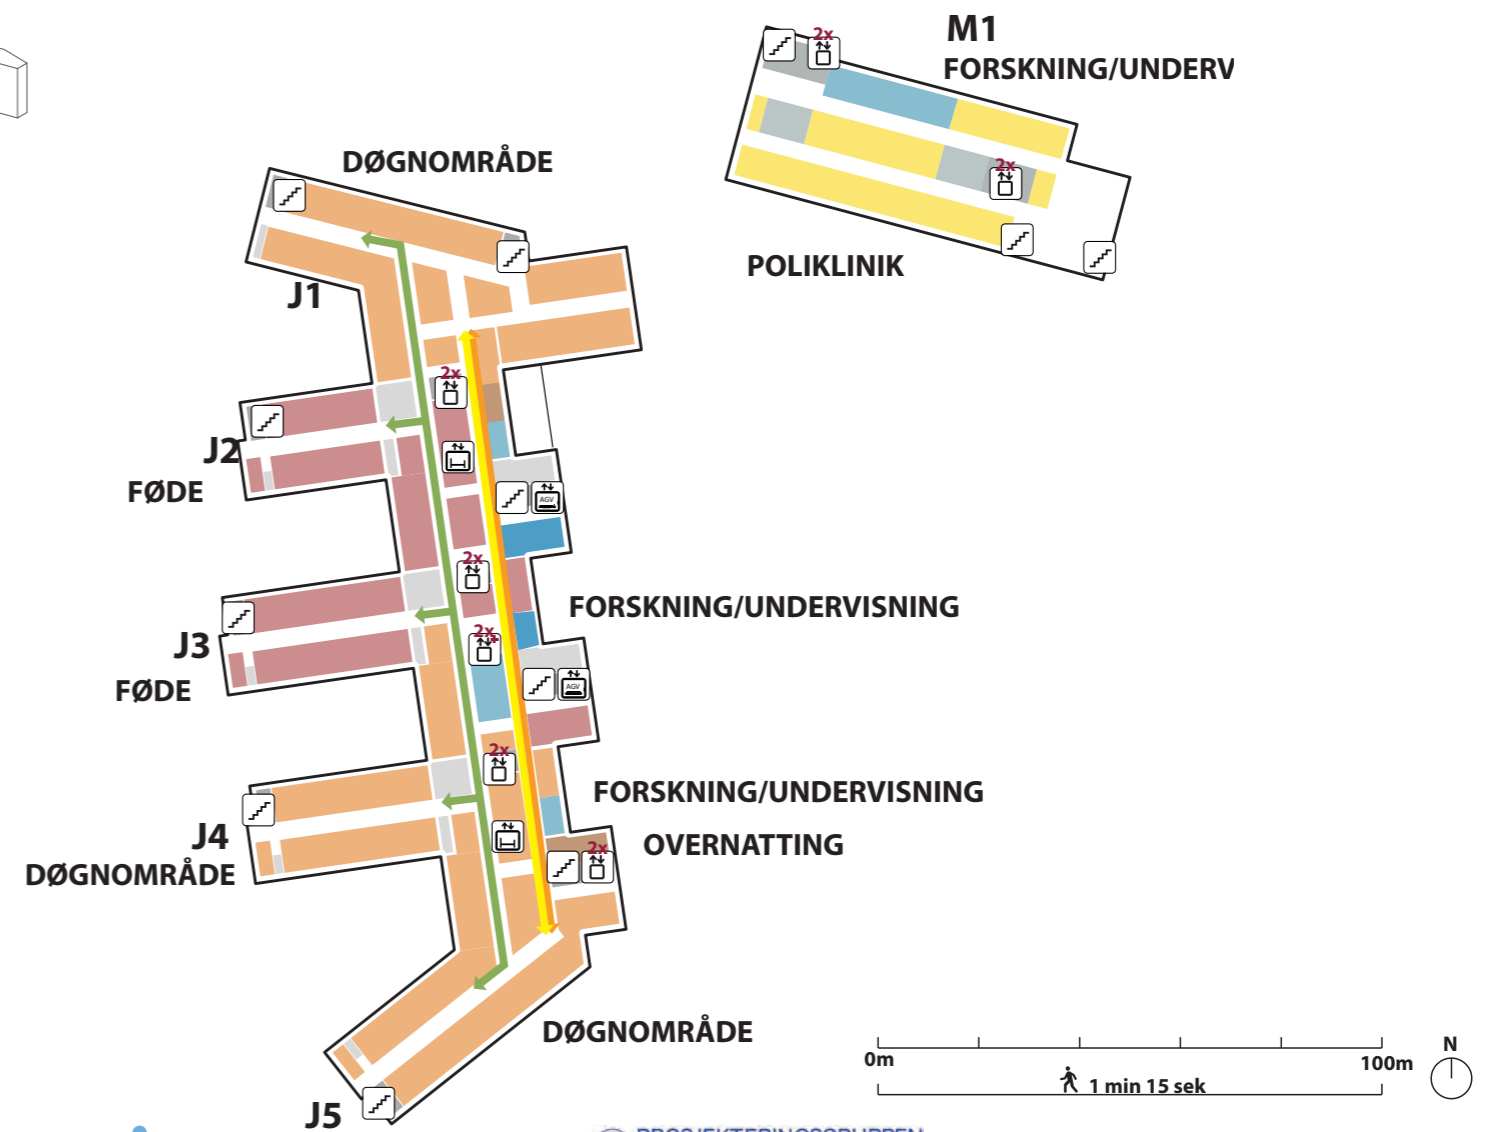 M1
FORSKNING/UNDERV
2x
2x
POLIKLINIK
DØGNOMRÅDE
J1
2x
J2
FØDE
AGV
2x
FORSKNING/UNDERVISNING
2x
J3
FØDE
AGV
2x
FORSKNING/UNDERVISNING
J4
OVERNATTING
2x
DØGNOMRÅDE
DØGNOMRÅDE
J5
0m
100m
1 min 15 sek
N
PROSJEKTERINGSGRUPPEN